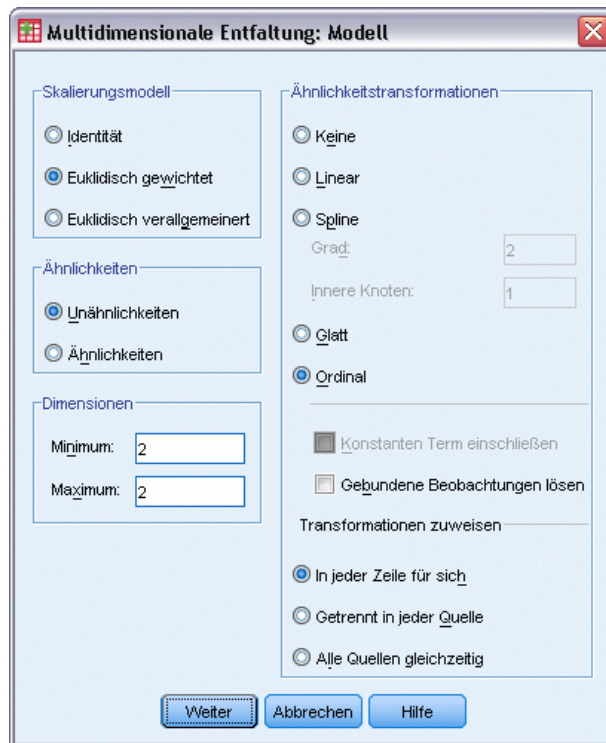 Multidimensionale Entfaltung: Modell
Skalierungsmodell
Identität
Euklidisch gewichtet
Euklidisch verallgemeinert
Ähnlichkeiten
Unähnlichkeiten
Ähnlichkeiten
Dimensionen
Minimum: 2
Maximum: 2
Ähnlichkeitstransformationen
Keine
Linear
Spline
Grad: 2
Innere Knoten: 1
Glatt
Ordinal
Konstanten Term einschließen
Gebundene Beobachtungen lösen
Transformationen zuweisen
In jeder Zeile für sich
Getrennt in jeder Quelle
Alle Quellen gleichzeitig
Weiter Abbrechen Hilfe